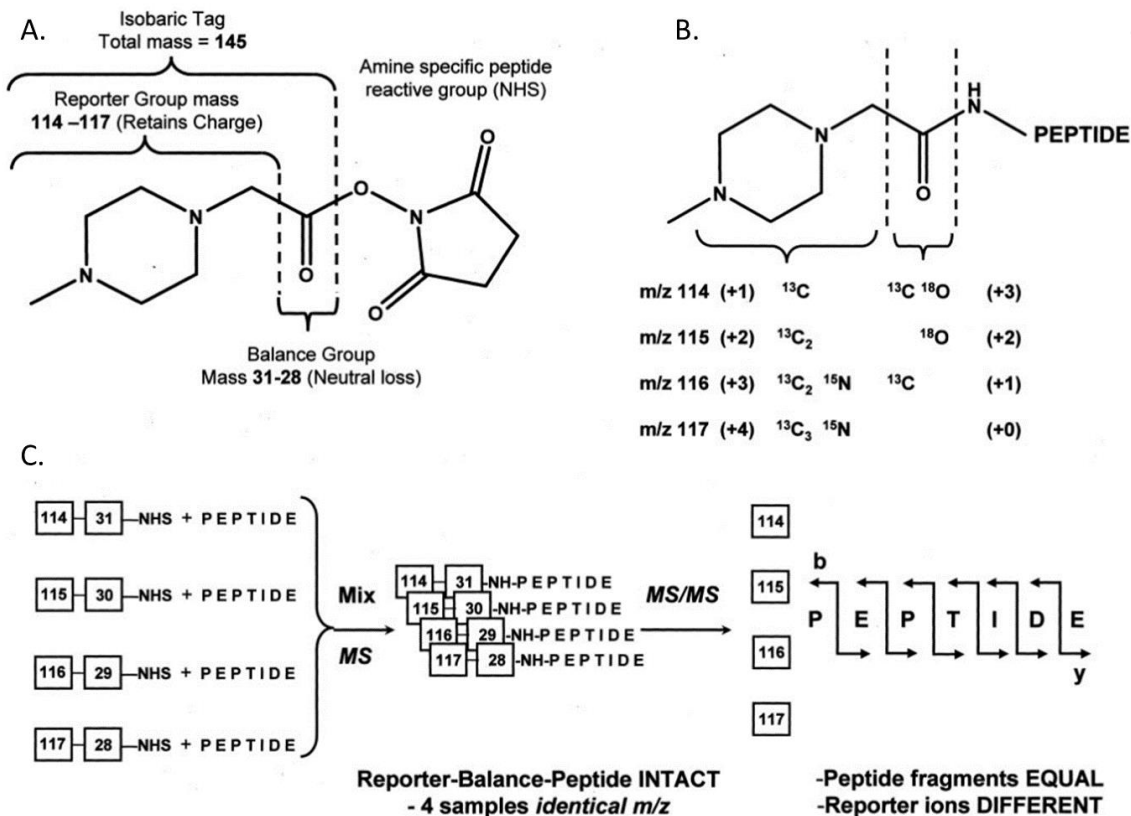 A.
Isobaric Tag
Total mass = 145
Reporter Group mass
114 –117 (Retains Charge)
Amine specific peptide
reactive group (NHS)
N
N
O
O
N
O
O
Balance Group
Mass 31-28 (Neutral loss)
B.
N
N
O
H
N
PEPTIDE
m/z 114 (+1) ¹³C ¹³C ¹⁸O (+3)
m/z 115 (+2) ¹³C₂ ¹⁸O (+2)
m/z 116 (+3) ¹³C₂ ¹⁵N ¹³C (+1)
m/z 117 (+4) ¹³C₃ ¹⁵N (+0)
C.
114 31 –NHS + PEPTIDE
115 30 –NHS + PEPTIDE
116 29 –NHS + PEPTIDE
117 28 –NHS + PEPTIDE
Mix
MS
114 31 -NH-PEPTIDE
115 30 -NH-PEPTIDE
116 29 -NH-PEPTIDE
117 28 -NH-PEPTIDE
MS/MS
114
115
116
117
b
P E P T I D E
y
Reporter-Balance-Peptide INTACT
- 4 samples identical m/z
-Peptide fragments EQUAL
-Reporter ions DIFFERENT